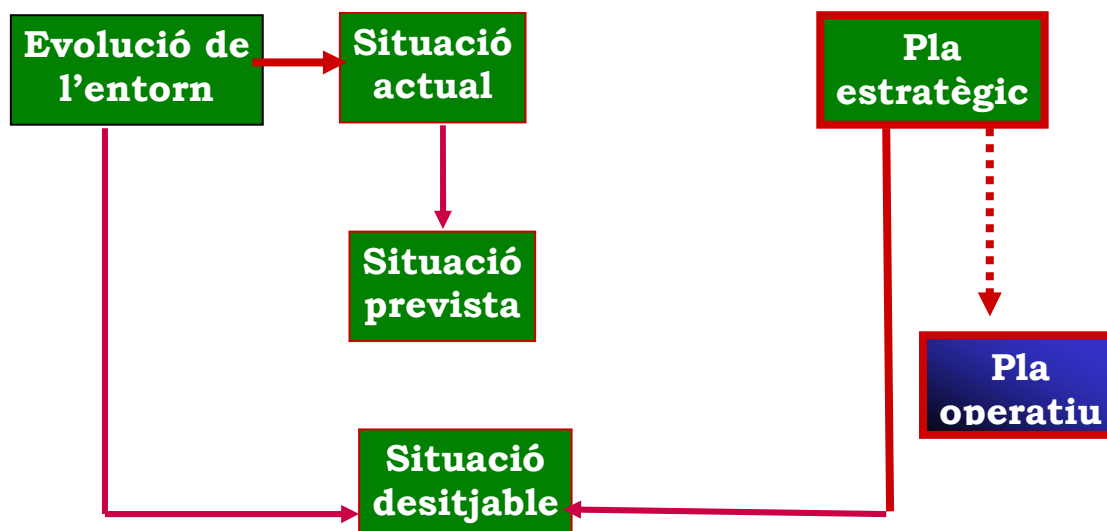 Evolució de
l’entorn
Situació
actual
Pla
estratègic
Situació
prevista
Pla
operatiu
Situació
desitjable